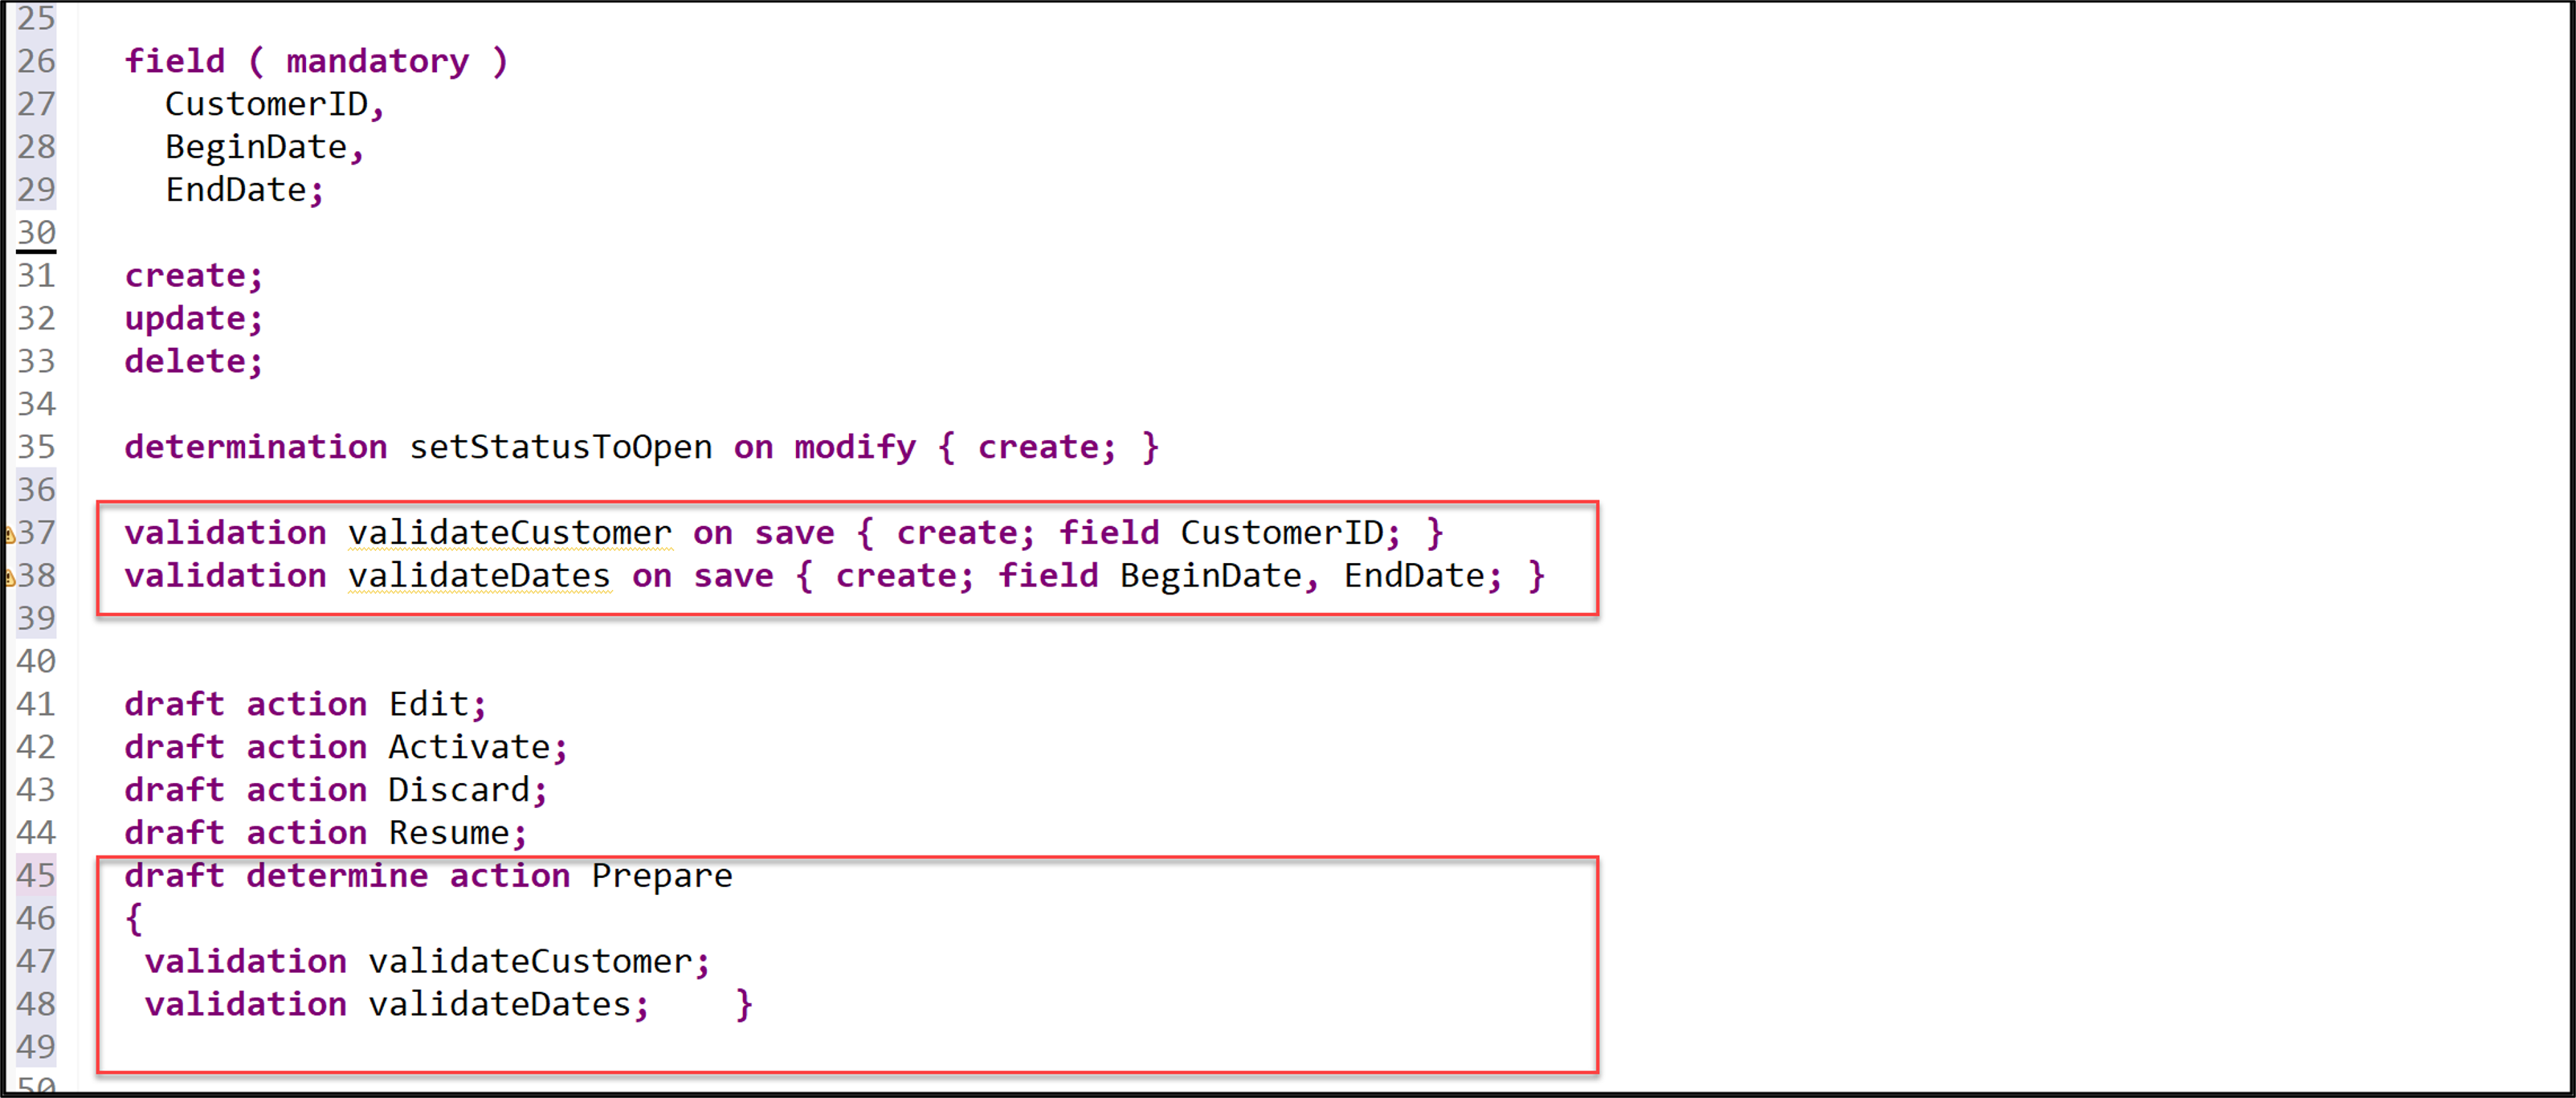 25
26 field ( mandatory )
27 CustomerID,
28 BeginDate,
29 EndDate;
30
31 create;
32 update;
33 delete;
34
35 determination setStatusToOpen on modify { create; }
36
37 validation validateCustomer on save { create; field CustomerID; }
38 validation validateDates on save { create; field BeginDate, EndDate; }
39
40
41 draft action Edit;
42 draft action Activate;
43 draft action Discard;
44 draft action Resume;
45 draft determine action Prepare
46 {
47 validation validateCustomer;
48 validation validateDates; }
49
50